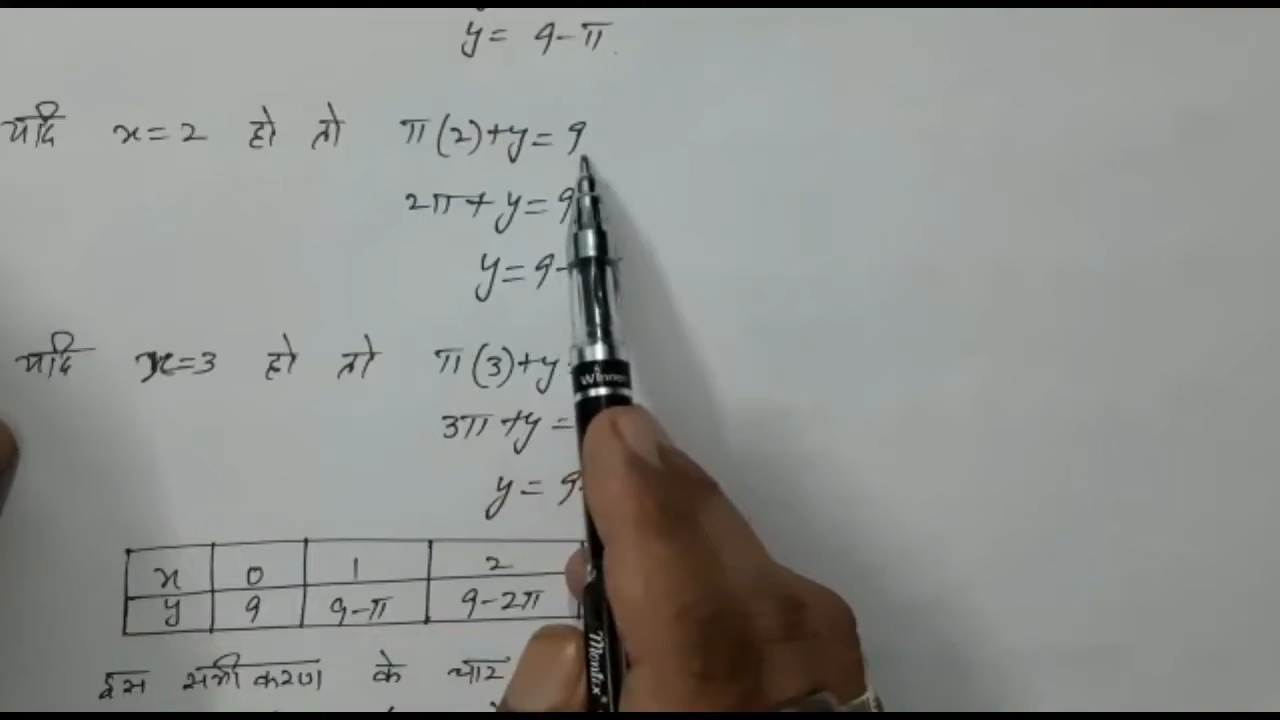 y = 9-π
यदि x=2 हो तो π(2)+y=9
2π+y=9
y=9-
यदि x=3 हो तो π(3)+y
3π+y=
y=9
x 0 1 2
y 9 9-π 9-2π
इस समीकरण के चार
Winner
Montex